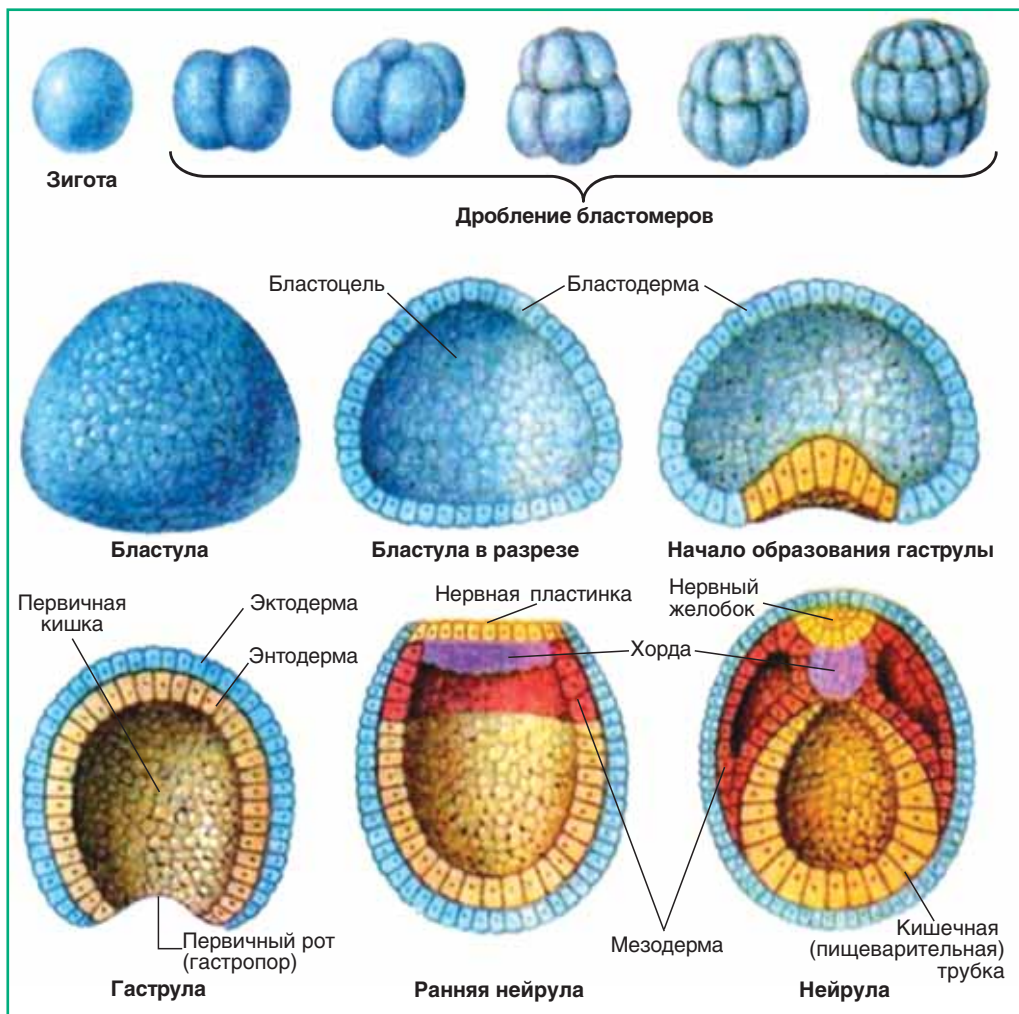 Зигота
Дробление бластомеров
Бластоцель
Бластодерма
Бластула
Бластула в разрезе
Начало образования гаструлы
Первичная
кишка
Эктодерма
Энтодерма
Нервная пластинка
Хорда
Нервный
желобок
Первичный рот
(гастропор)
Мезодерма
Кишечная
(пищеварительная)
трубка
Гаструла
Ранняя нейрула
Нейрула